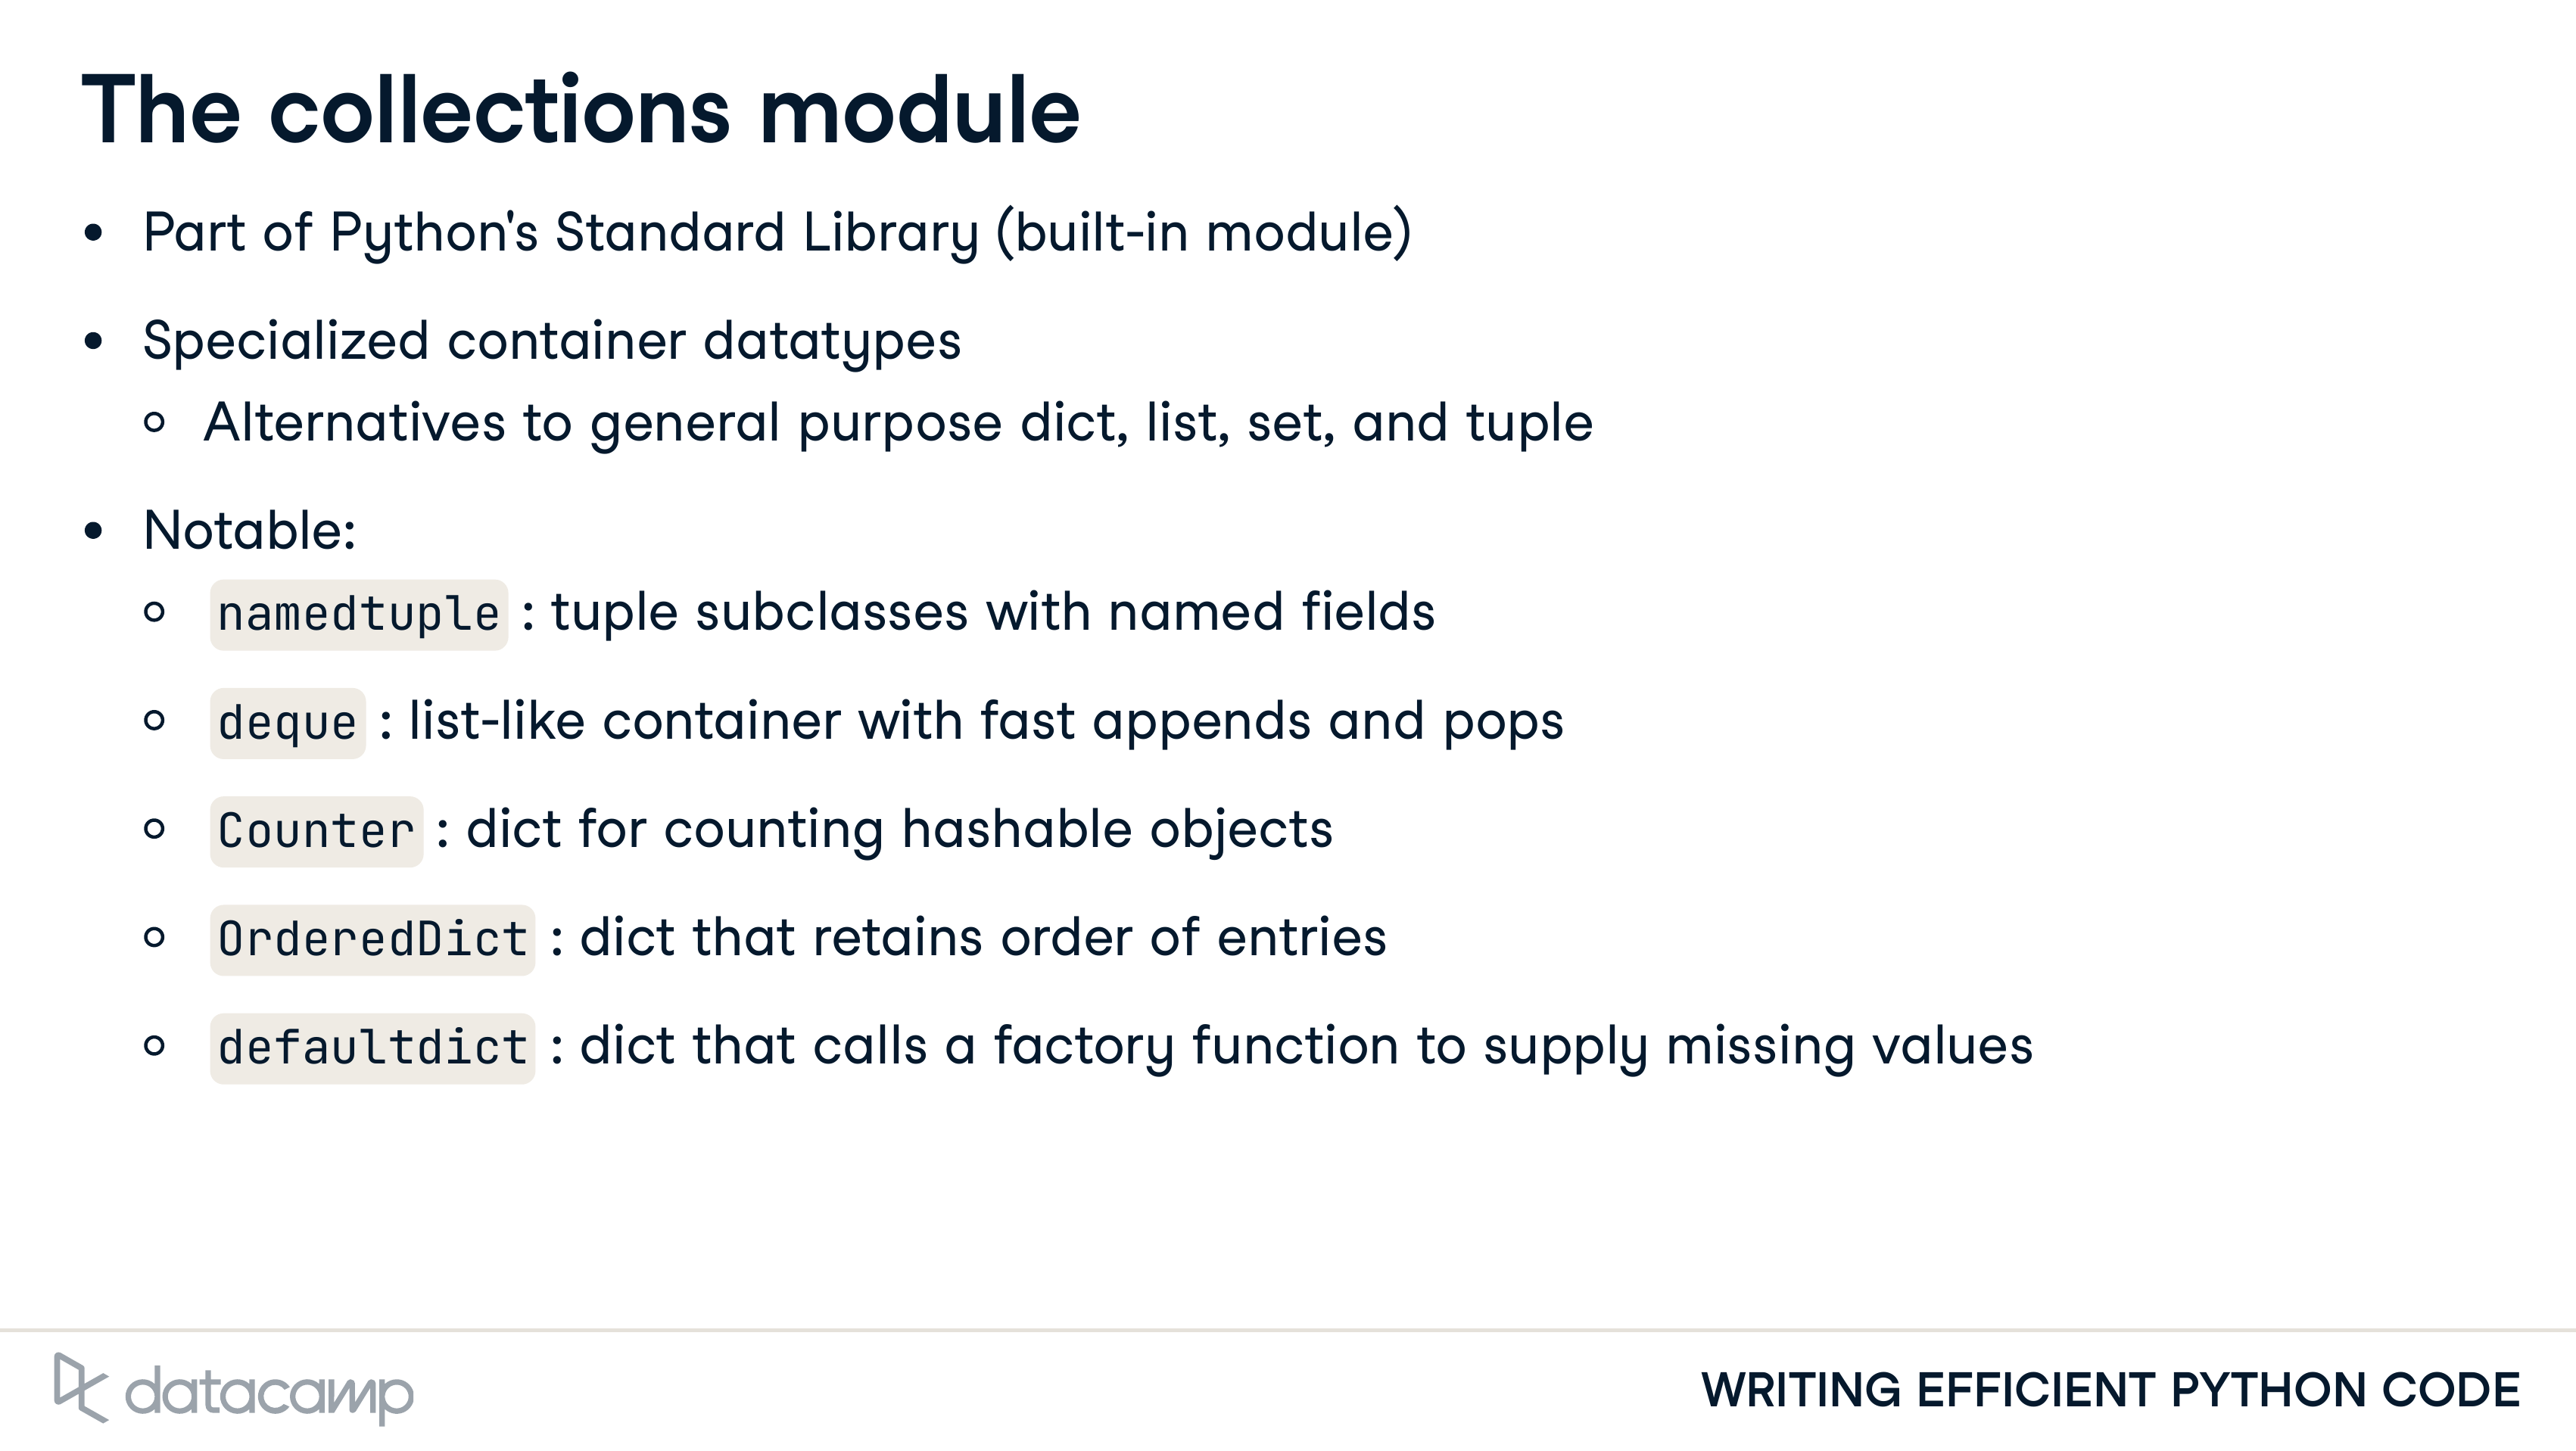 The collections module
• Part of Python's Standard Library (built-in module)
• Specialized container datatypes
◦ Alternatives to general purpose dict, list, set, and tuple
• Notable:
◦ namedtuple : tuple subclasses with named fields
◦ deque : list-like container with fast appends and pops
◦ Counter : dict for counting hashable objects
◦ OrderedDict : dict that retains order of entries
◦ defaultdict : dict that calls a factory function to supply missing values
datacamp
WRITING EFFICIENT PYTHON CODE